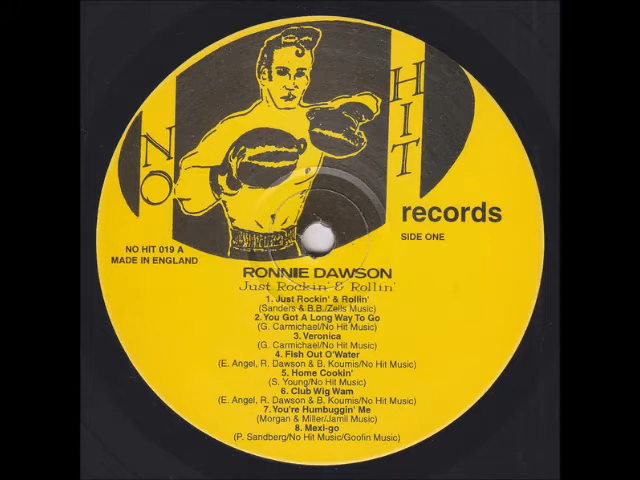 NO
HIT
records
SIDE ONE
NO HIT 019 A
MADE IN ENGLAND
RONNIE DAWSON
Just Rockin' & Rollin'
1. Just Rockin' & Rollin'
(Sanders & B.B./Zells Music)
2. You Got A Long Way To Go
(G. Carmichael/No Hit Music)
3. Veronica
(G. Carmichael/No Hit Music)
4. Fish Out O'Water
(E. Angel, R. Dawson & B. Koumis/No Hit Music)
5. Home Cookin'
(S. Young/No Hit Music)
6. Club Wig Wam
(E. Angel, R. Dawson & B. Koumis/No Hit Music)
7. You're Humbuggin' Me
(Morgan & Miller/Jamil Music)
8. Mexi-go
(P. Sandberg/No Hit Music/Goofin Music)